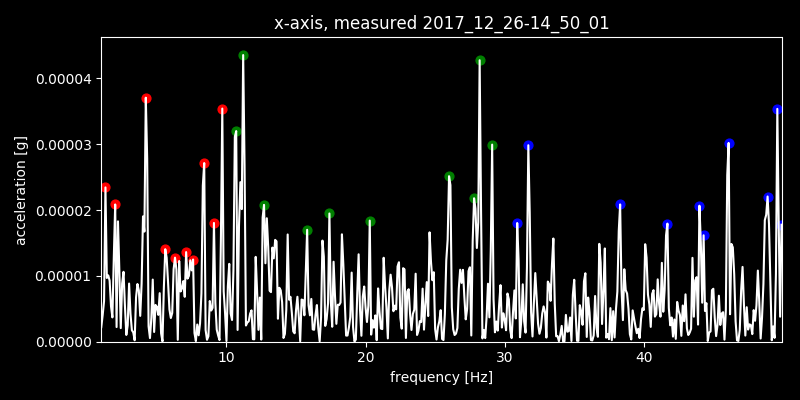 x-axis, measured 2017_12_26-14_50_01
acceleration [g]
0.00004
0.00003
0.00002
0.00001
0.00000
10 20 30 40
frequency [Hz]